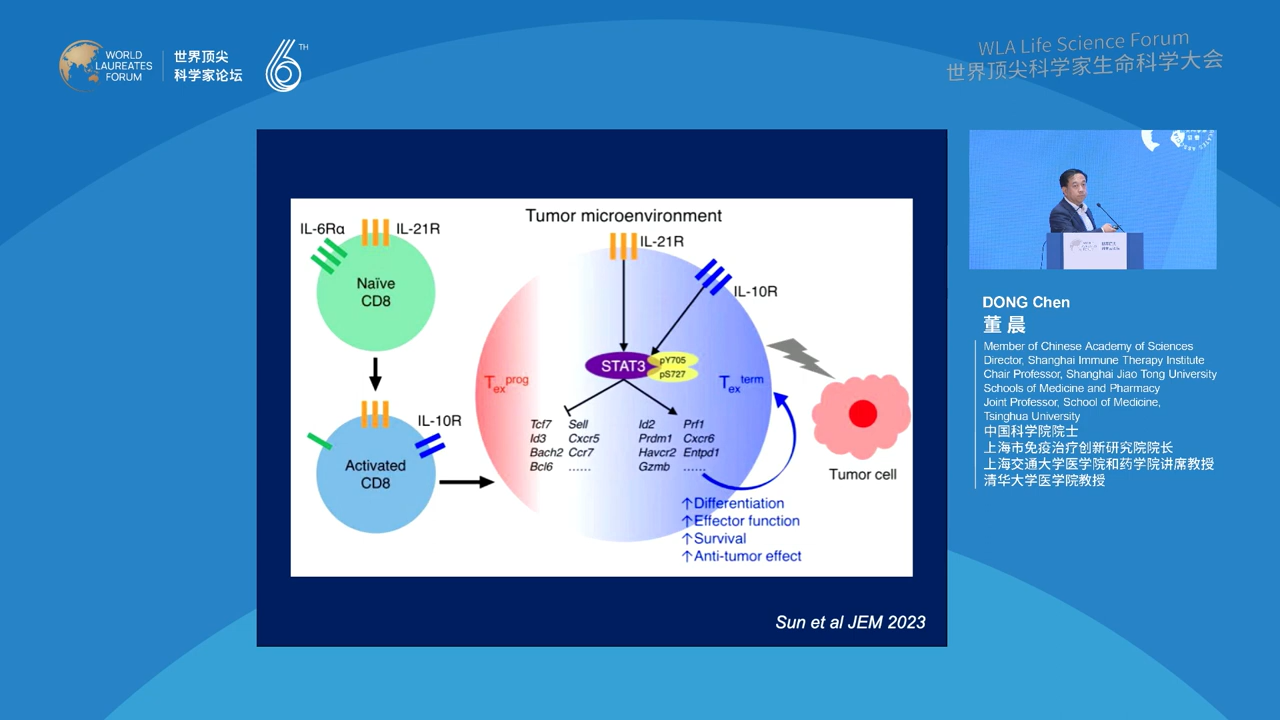 WORLD
LAUREATES
FORUM
世界顶尖
科学家论坛
6TH
WLA Life Science Forum
世界顶尖科学家生命科学大会
Tumor microenvironment
IL-6Rα
IL-21R
Naïve
CD8
IL-10R
Activated
CD8
IL-21R
IL-10R
STAT3
pY705
pS727
Tex prog
Tex term
Tcf7 Sell
Id3 Cxcr5
Bach2 Ccr7
Bcl6 ......
Id2 Prf1
Prdm1 Cxcr6
Havcr2 Entpd1
Gzmb ......
↑Differentiation
↑Effector function
↑Survival
↑Anti-tumor effect
Tumor cell
Sun et al JEM 2023
DONG Chen
董 晨
Member of Chinese Academy of Sciences
Director, Shanghai Immune Therapy Institute
Chair Professor, Shanghai Jiao Tong University
Schools of Medicine and Pharmacy
Joint Professor, School of Medicine,
Tsinghua University
中国科学院院士
上海市免疫治疗创新研究院院长
上海交通大学医学院和药学院讲席教授
清华大学医学院教授